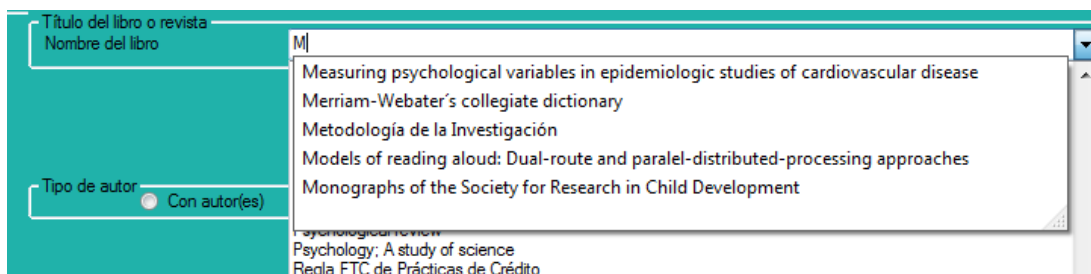 Título del libro o revista
Nombre del libro
M
Measuring psychological variables in epidemiologic studies of cardiovascular disease
Merriam-Webater´s collegiate dictionary
Metodología de la Investigación
Models of reading aloud: Dual-route and paralel-distributed-processing approaches
Monographs of the Society for Research in Child Development
Tipo de autor
Con autor(es)
Psychological review
Psychology; A study of science
Regla FTC de Prácticas de Crédito